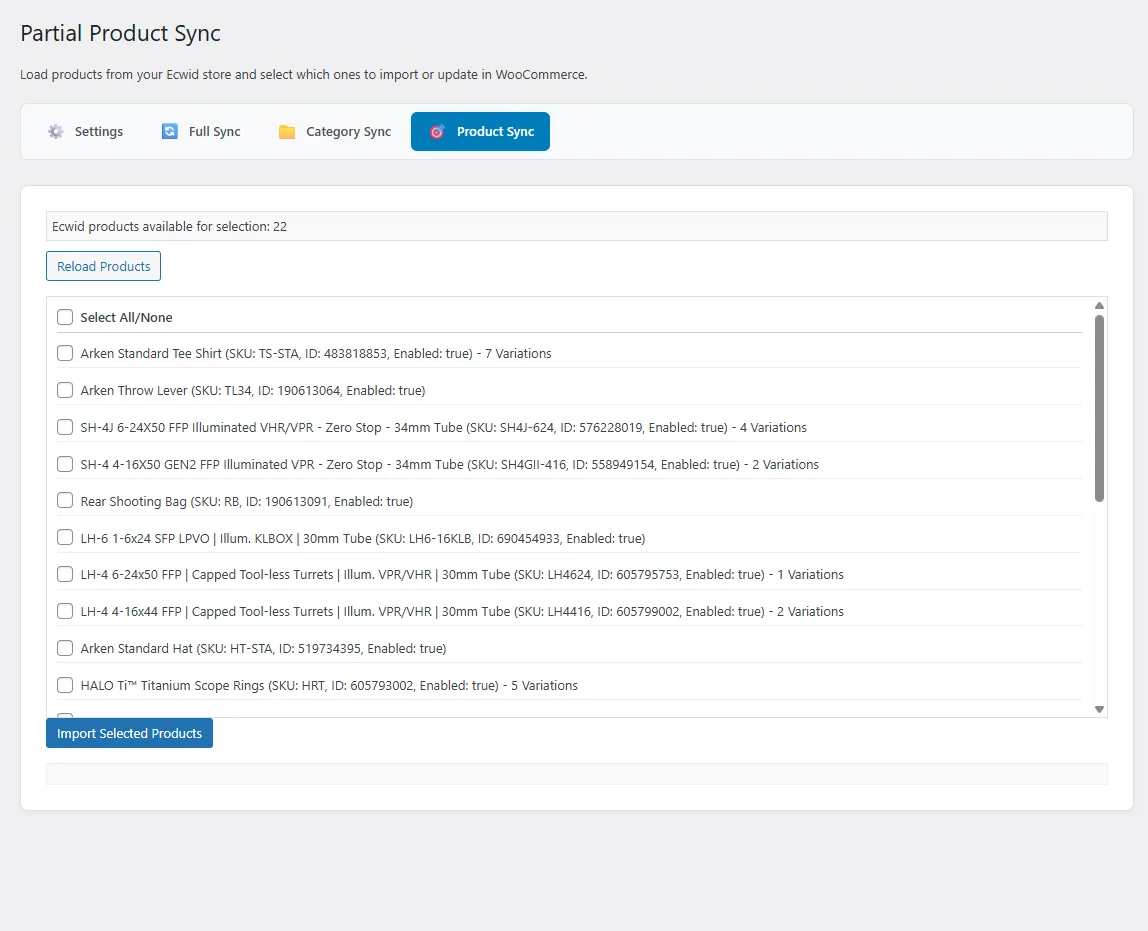 Partial Product Sync
Load products from your Ecwid store and select which ones to import or update in WooCommerce.
Settings
Full Sync
Category Sync
Product Sync
Ecwid products available for selection: 22
Reload Products
Select All/None
Arken Standard Tee Shirt (SKU: TS-STA, ID: 483818853, Enabled: true) - 7 Variations
Arken Throw Lever (SKU: TL34, ID: 190613064, Enabled: true)
SH-4J 6-24X50 FFP Illuminated VHR/VPR - Zero Stop - 34mm Tube (SKU: SH4J-624, ID: 576228019, Enabled: true) - 4 Variations
SH-4 4-16X50 GEN2 FFP Illuminated VPR - Zero Stop - 34mm Tube (SKU: SH4GII-416, ID: 558949154, Enabled: true) - 2 Variations
Rear Shooting Bag (SKU: RB, ID: 190613091, Enabled: true)
LH-6 1-6x24 SFP LPVO | Illum. KLBOX | 30mm Tube (SKU: LH6-16KLB, ID: 690454933, Enabled: true)
LH-4 6-24x50 FFP | Capped Tool-less Turrets | Illum. VPR/VHR | 30mm Tube (SKU: LH4624, ID: 605795753, Enabled: true) - 1 Variations
LH-4 4-16x44 FFP | Capped Tool-less Turrets | Illum. VPR/VHR | 30mm Tube (SKU: LH4416, ID: 605799002, Enabled: true) - 2 Variations
Arken Standard Hat (SKU: HT-STA, ID: 519734395, Enabled: true)
HALO Ti™ Titanium Scope Rings (SKU: HRT, ID: 605793002, Enabled: true) - 5 Variations
Import Selected Products